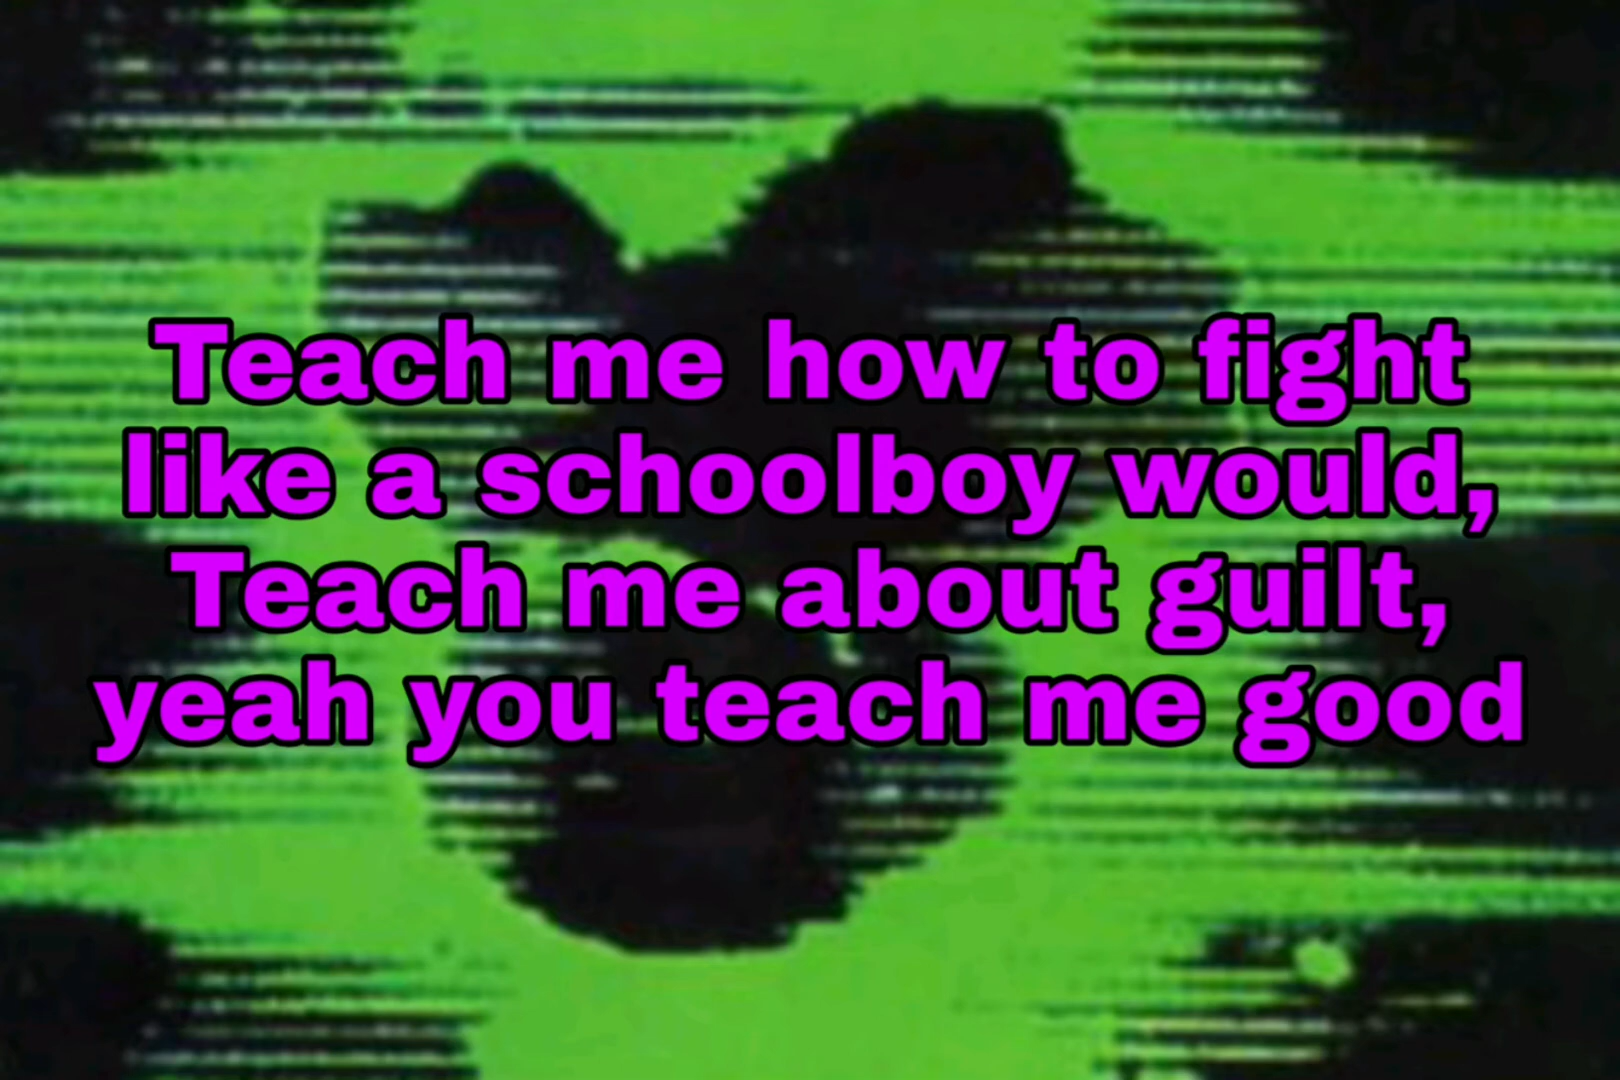 Teach me how to fight
like a schoolboy would,
Teach me about guilt,
yeah you teach me good